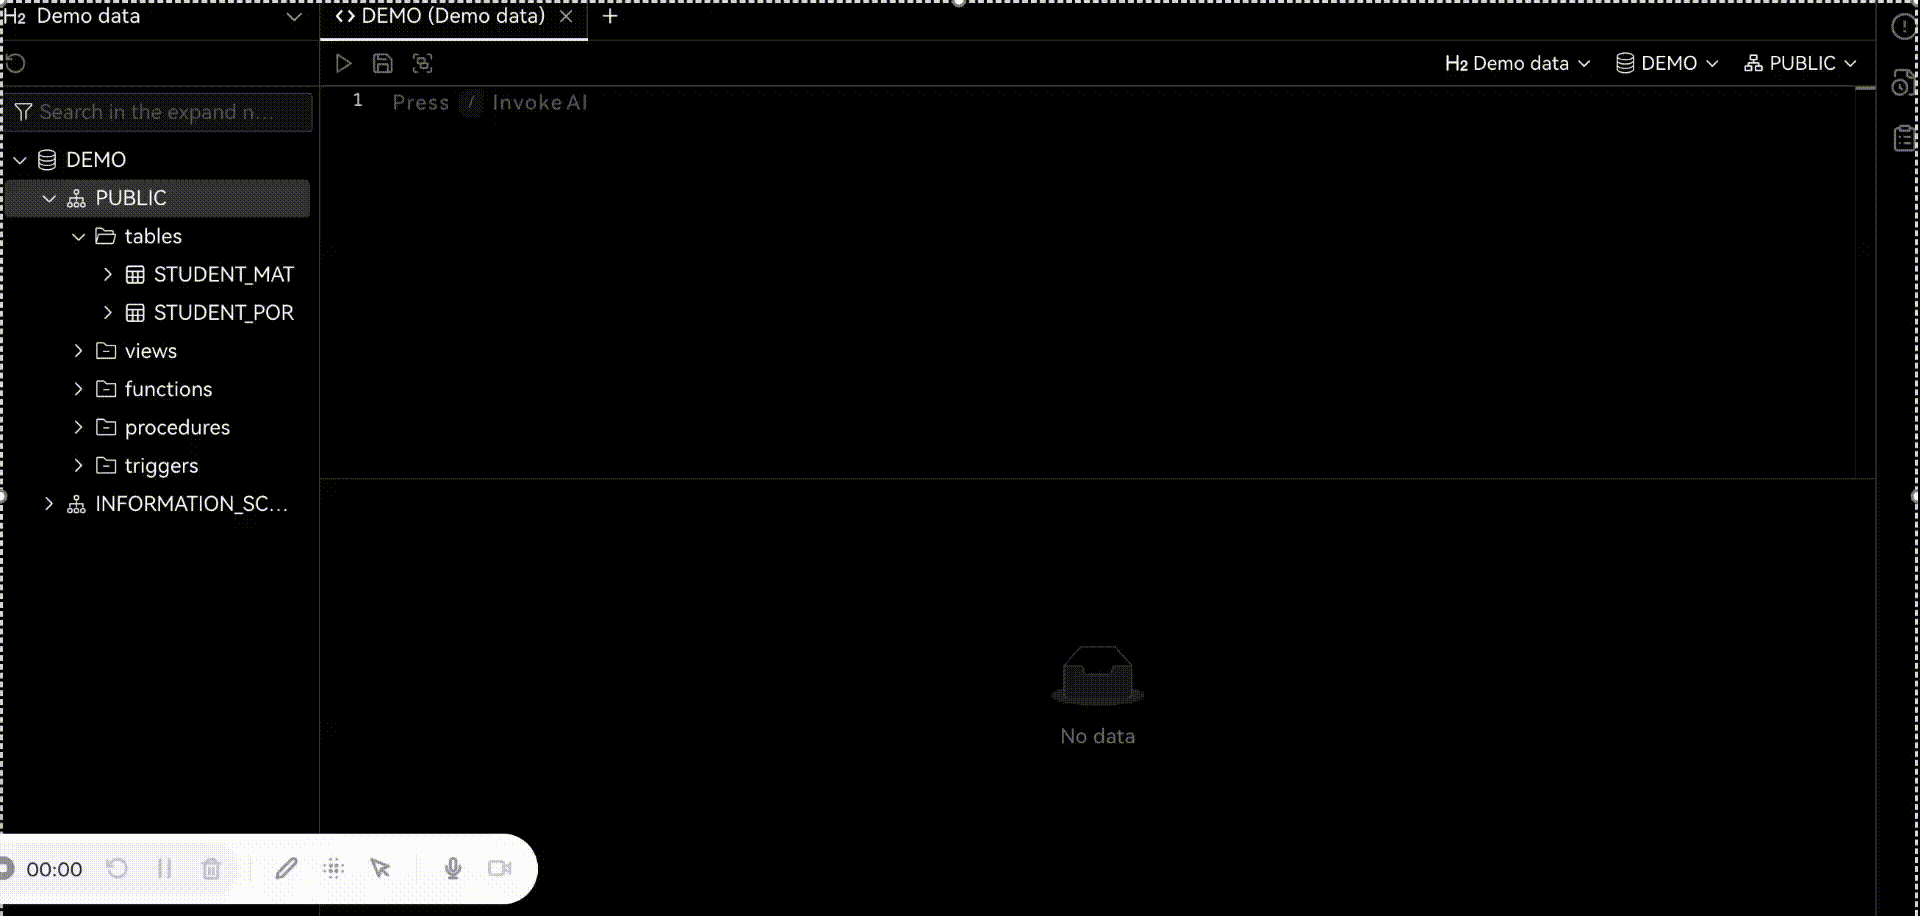 H2 Demo data
DEMO (Demo data)
H2 Demo data
DEMO
PUBLIC
Search in the expand n...
1
Press / Invoke AI
DEMO
PUBLIC
tables
STUDENT_MAT
STUDENT_POR
views
functions
procedures
triggers
INFORMATION_SC...
No data
00:00